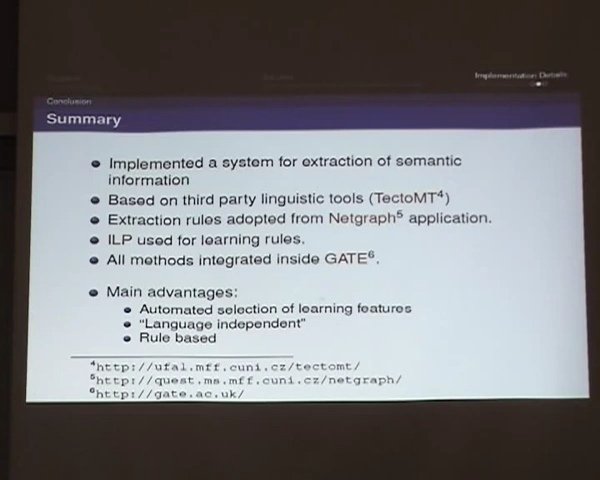 Implementation Details
Conclusion
Summary
Implemented a system for extraction of semantic
information
Based on third party linguistic tools (TectoMT⁴)
Extraction rules adopted from Netgraph⁵ application.
ILP used for learning rules.
All methods integrated inside GATE⁶.
Main advantages:
Automated selection of learning features
"Language independent"
Rule based
⁴http://ufal.mff.cuni.cz/tectomt/
⁵http://quest.ms.mff.cuni.cz/netgraph/
⁶http://gate.ac.uk/